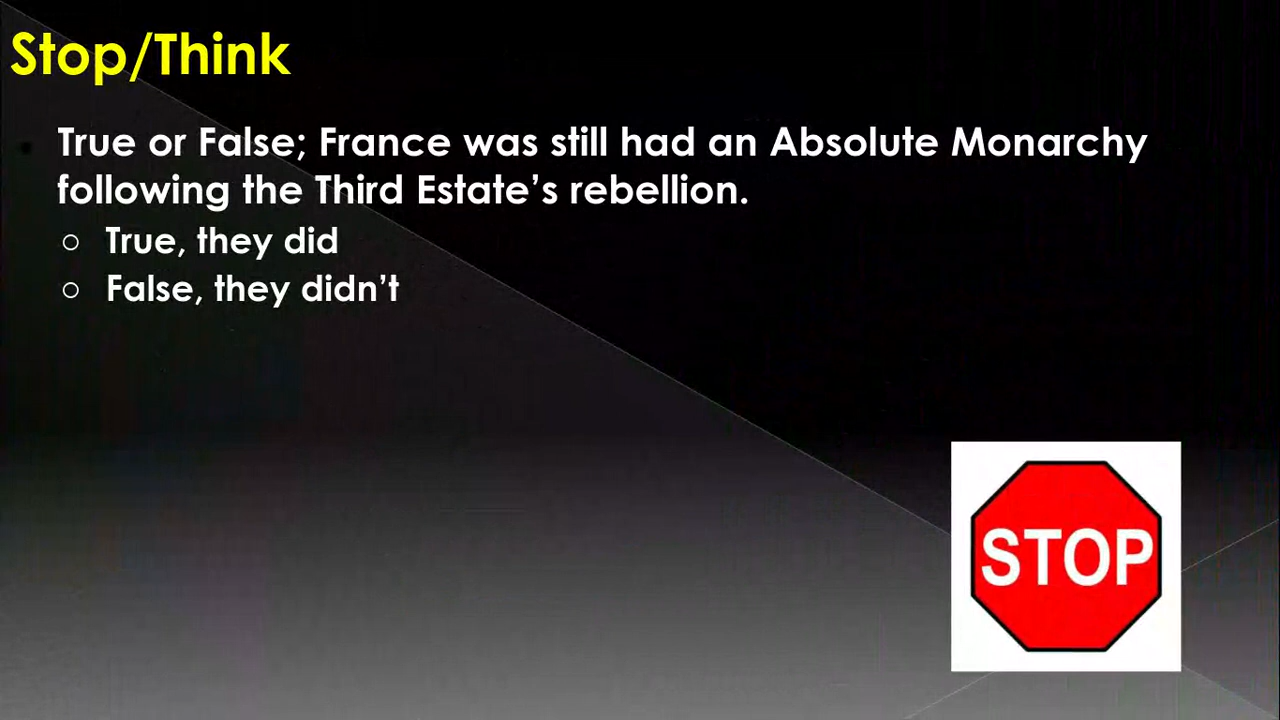 Stop/Think
True or False; France was still had an Absolute Monarchy
following the Third Estate’s rebellion.
True, they did
False, they didn’t
STOP